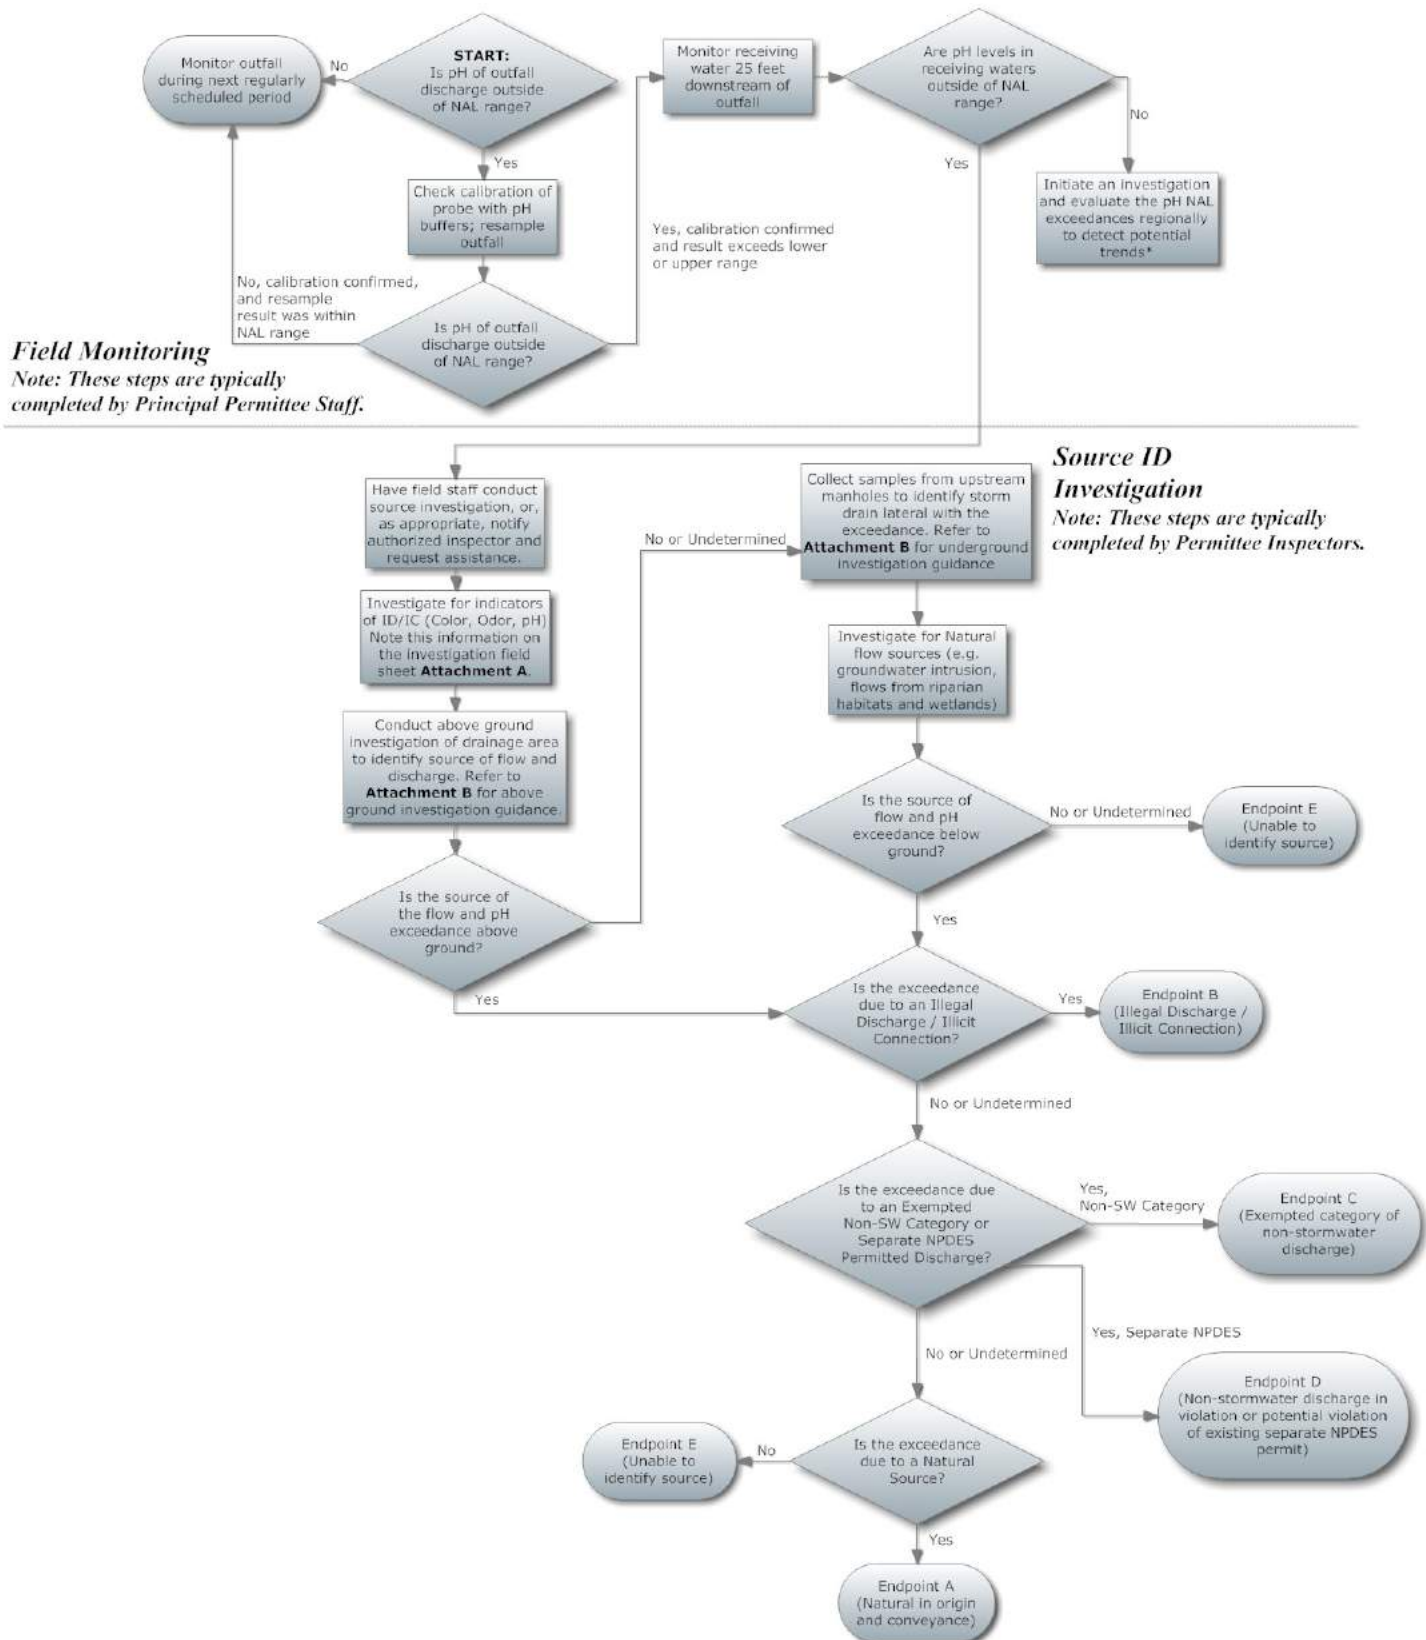 Monitor outfall
during next regularly
scheduled period
No
START:
Is pH of outfall
discharge outside
of NAL range?
Monitor receiving
water 25 feet
downstream of
outfall
Are pH levels in
receiving waters
outside of NAL
range?
No
Yes
Yes
Check calibration of
probe with pH
buffers; resample
outfall
Initiate an investigation
and evaluate the pH NAL
exceedances regionally
to detect potential
trends*
Yes, calibration confirmed
and result exceeds lower
or upper range
No, calibration confirmed,
and resample
result was within
NAL range
Is pH of outfall
discharge outside
of NAL range?
Field Monitoring
Note: These steps are typically
completed by Principal Permittee Staff.
Source ID
Investigation
Note: These steps are typically
completed by Permittee Inspectors.
Have field staff conduct
source investigation, or,
as appropriate, notify
authorized inspector and
request assistance.
No or Undetermined
Collect samples from upstream
manholes to identify storm
drain lateral with the
exceedance. Refer to
Attachment B for underground
investigation guidance
Investigate for indicators
of ID/IC (Color, Odor, pH)
Note this information on
the investigation field
sheet Attachment A.
Investigate for Natural
flow sources (e.g.
groundwater intrusion,
flows from riparian
habitats and wetlands)
Conduct above ground
investigation of drainage area
to identify source of flow and
discharge. Refer to
Attachment B for above
ground investigation guidance.
Is the source of
flow and pH
exceedance below
ground?
No or Undetermined
Endpoint E
(Unable to
identify source)
Is the source of
the flow and pH
exceedance above
ground?
Yes
Yes
Is the exceedance
due to an Illegal
Discharge / Illicit
Connection?
Yes
Endpoint B
(Illegal Discharge /
Illicit Connection)
No or Undetermined
Is the exceedance due
to an Exempted
Non-SW Category or
Separate NPDES
Permitted Discharge?
Yes,
Non-SW Category
Endpoint C
(Exempted category of
non-stormwater
discharge)
Yes, Separate NPDES
No or Undetermined
Endpoint D
(Non-stormwater discharge in
violation or potential violation
of existing separate NPDES
permit)
Is the exceedance
due to a Natural
Source?
No
Endpoint E
(Unable to
identify source)
Yes
Endpoint A
(Natural in origin
and conveyance)